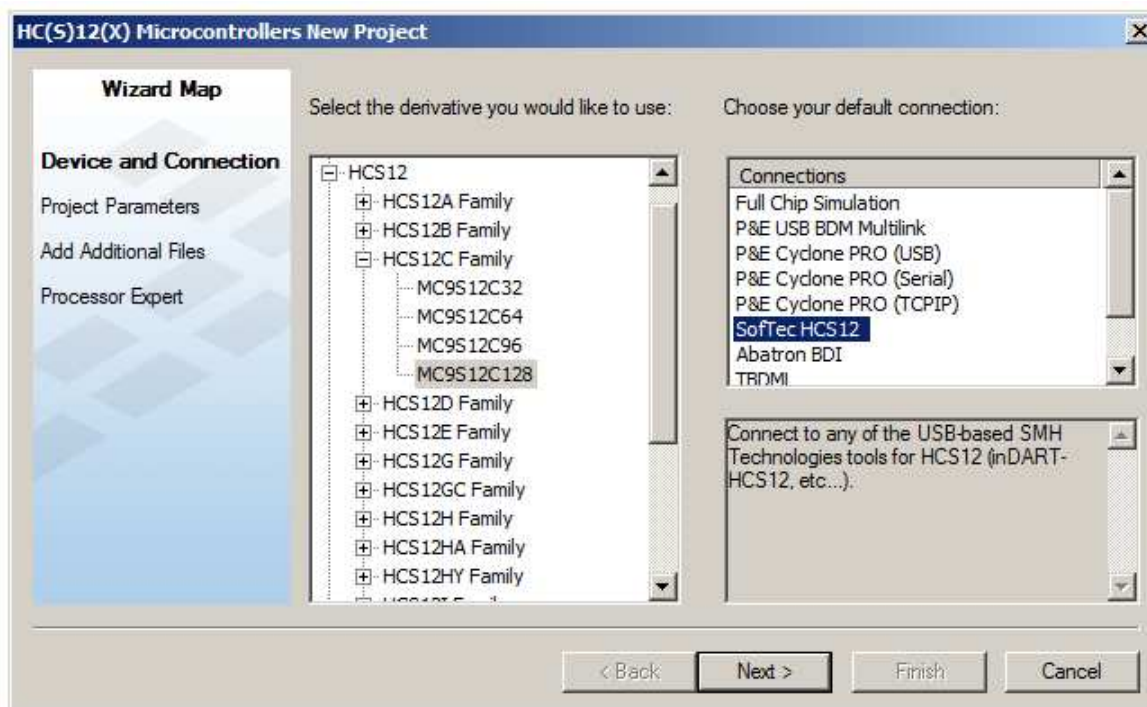 HC(S)12(X) Microcontrollers New Project
Wizard Map
Device and Connection
Project Parameters
Add Additional Files
Processor Expert
Select the derivative you would like to use:
HCS12
HCS12A Family
HCS12B Family
HCS12C Family
MC9S12C32
MC9S12C64
MC9S12C96
MC9S12C128
HCS12D Family
HCS12E Family
HCS12G Family
HCS12GC Family
HCS12H Family
HCS12HA Family
HCS12HY Family
Choose your default connection:
Connections
Full Chip Simulation
P&E USB BDM Multilink
P&E Cyclone PRO (USB)
P&E Cyclone PRO (Serial)
P&E Cyclone PRO (TCPIP)
SofTec HCS12
Abatron BDI
TBDML
Connect to any of the USB-based SMH
Technologies tools for HCS12 (inDART-
HCS12, etc...).
< Back
Next >
Finish
Cancel